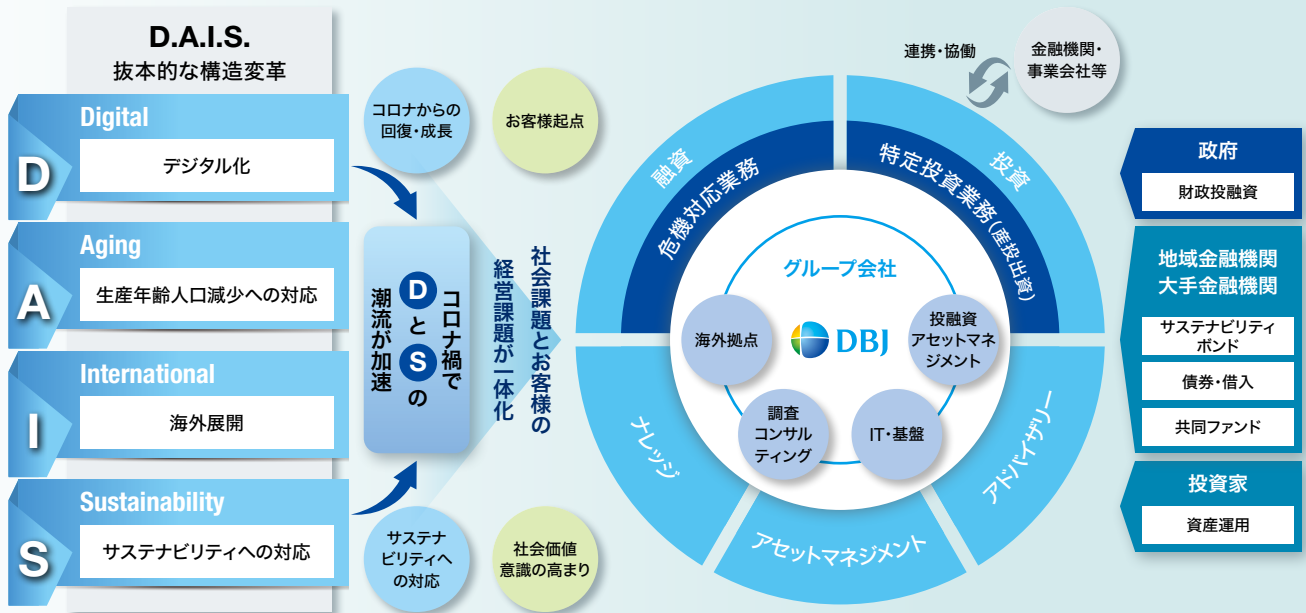 D.A.I.S.
抜本的な構造変革
D
Digital
デジタル化
A
Aging
生産年齢人口減少への対応
I
International
海外展開
S
Sustainability
サステナビリティへの対応
コロナからの
回復・成長
お客様起点
コロナ禍で
DとSの
潮流が加速
社会課題とお客様の
経営課題が一体化
サステナ
ビリティへ
の対応
社会価値
意識の高まり
連携・協働
金融機関・
事業会社等
融資
危機対応業務
投資
特定投資業務(産投出資)
ナレッジ
アセットマネジメント
アドバイザリー
グループ会社
海外拠点
DBJ
投融資
アセットマネ
ジメント
調査
コンサル
ティング
IT・基盤
政府
財政投融資
地域金融機関
大手金融機関
サステナビリティ
ボンド
債券・借入
共同ファンド
投資家
資産運用